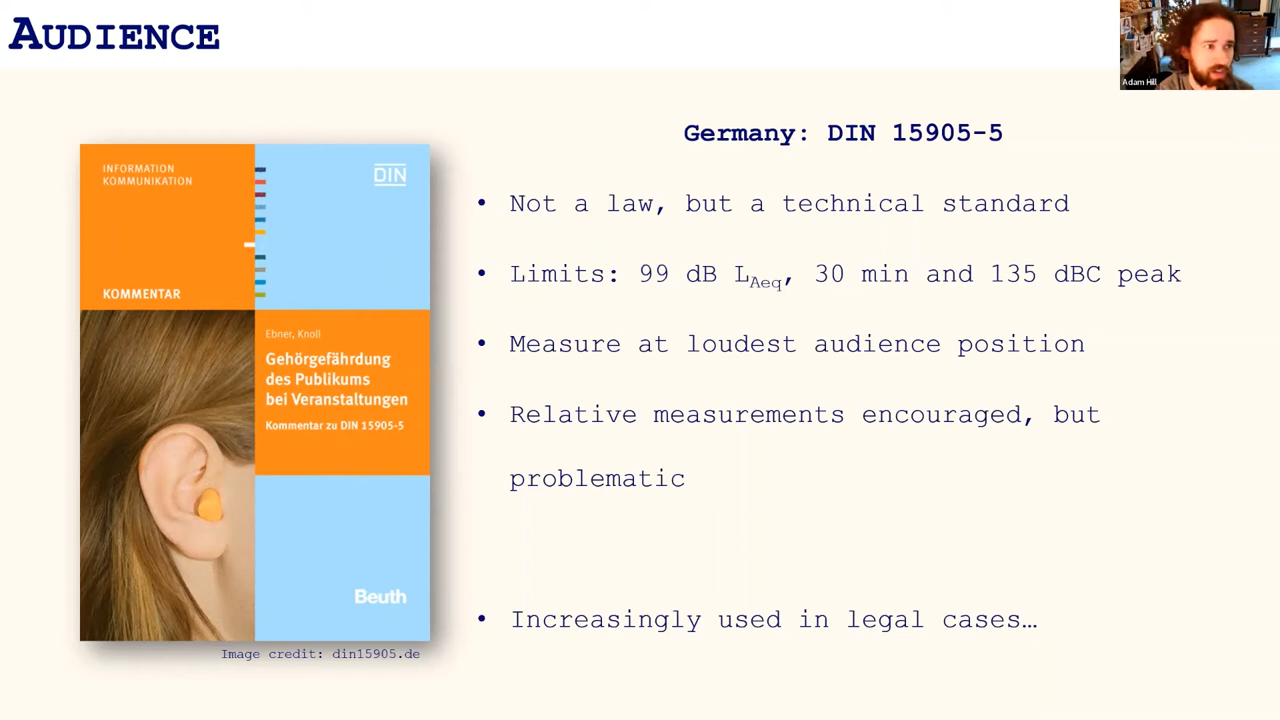 AUDIENCE
Adam Hill
INFORMATION
KOMMUNIKATION
DIN
KOMMENTAR
Ebner, Knoll
Gehörgefährdung
des Publikums
bei Veranstaltungen
Kommentar zu DIN 15905-5
Beuth
Image credit: din15905.de
Germany: DIN 15905-5
• Not a law, but a technical standard
• Limits: 99 dB LAeq, 30 min and 135 dBC peak
• Measure at loudest audience position
• Relative measurements encouraged, but
problematic
• Increasingly used in legal cases…